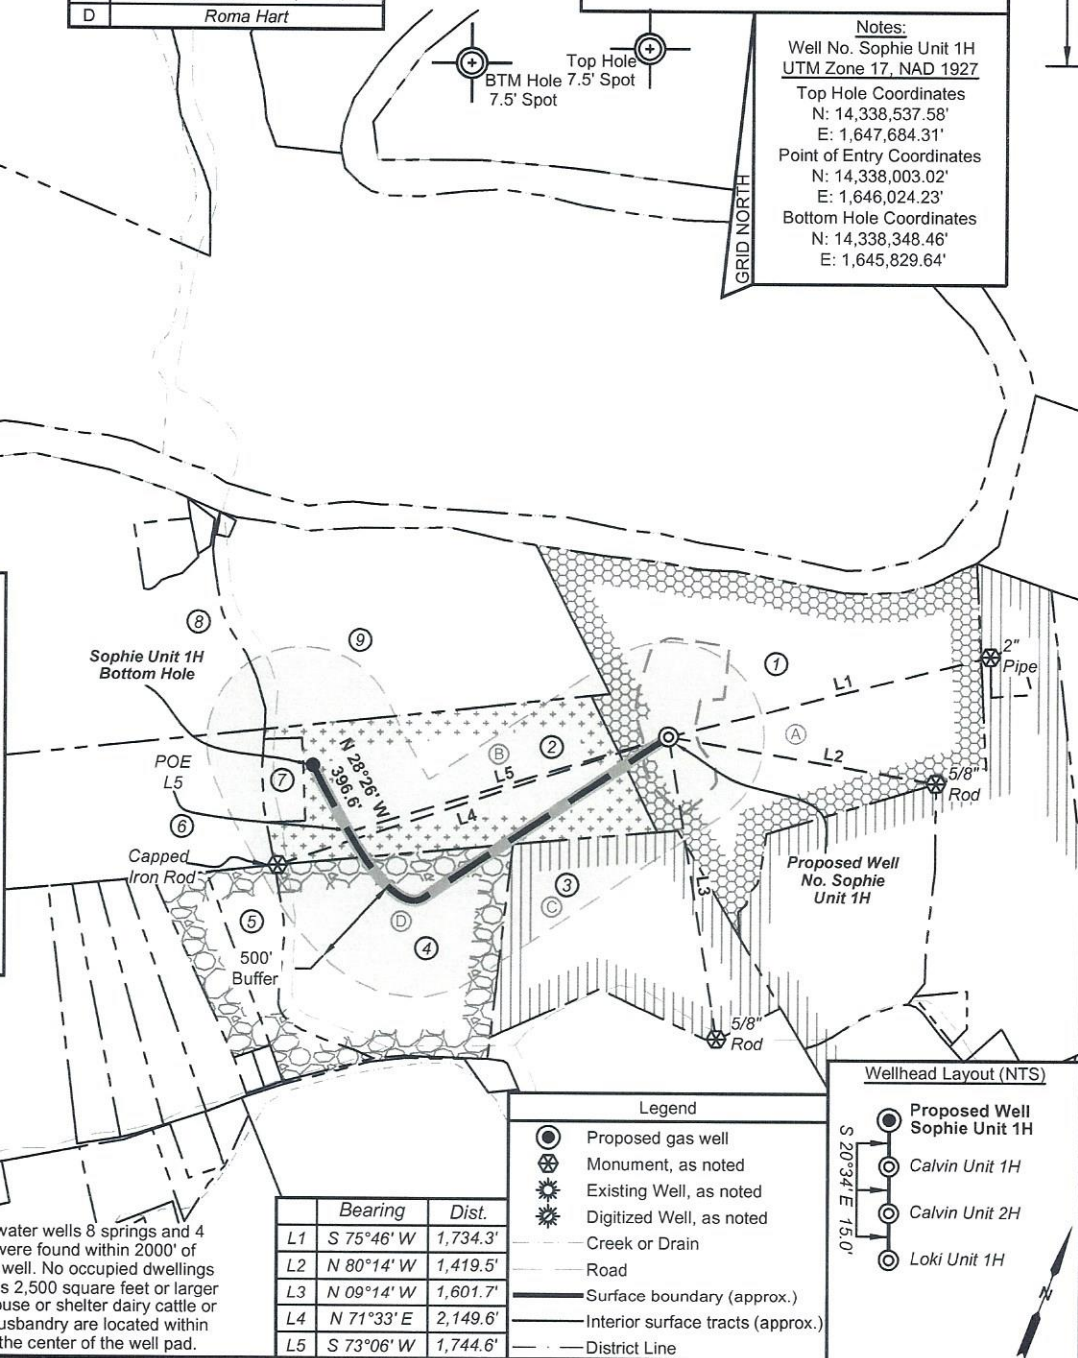 D Roma Hart
BTM Hole
7.5' Spot
Top Hole
7.5' Spot
GRID NORTH
Notes:
Well No. Sophie Unit 1H
UTM Zone 17, NAD 1927
Top Hole Coordinates
N: 14,338,537.58'
E: 1,647,684.31'
Point of Entry Coordinates
N: 14,338,003.02'
E: 1,646,024.23'
Bottom Hole Coordinates
N: 14,338,348.46'
E: 1,645,829.64'
8
9
Sophie Unit 1H
Bottom Hole
1
2"
Pipe
L1
A
L2
B
2
L5
L4
N 28°26' W
396.6'
POE
L5
7
6
5/8"
Rod
Capped
Iron Rod
Proposed Well
No. Sophie
Unit 1H
L3
3
C
5
D
4
500'
Buffer
5/8"
Rod
Wellhead Layout (NTS)
Proposed Well
Sophie Unit 1H
Calvin Unit 1H
Calvin Unit 2H
Loki Unit 1H
S 20°34' E 15.0'
N
Legend
Proposed gas well
Monument, as noted
Existing Well, as noted
Digitized Well, as noted
Creek or Drain
Road
Surface boundary (approx.)
Interior surface tracts (approx.)
District Line
Bearing Dist.
L1 S 75°46' W 1,734.3'
L2 N 80°14' W 1,419.5'
L3 N 09°14' W 1,601.7'
L4 N 71°33' E 2,149.6'
L5 S 73°06' W 1,744.6'
water wells 8 springs and 4
were found within 2000' of
well. No occupied dwellings
s 2,500 square feet or larger
ouse or shelter dairy cattle or
usbandry are located within
the center of the well pad.